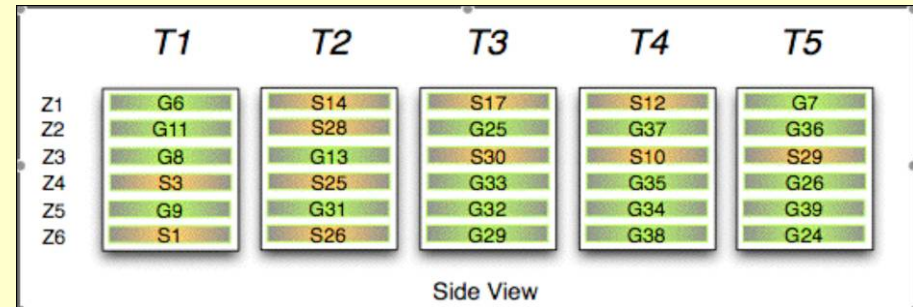 T1 T2 T3 T4 T5
Z1 G6 S14 S17 S12 G7
Z2 G11 S28 G25 G37 G36
Z3 G8 G13 S30 S10 S29
Z4 S3 S25 G33 G35 G26
Z5 G9 G31 G32 G34 G39
Z6 S1 S26 G29 G38 G24
Side View